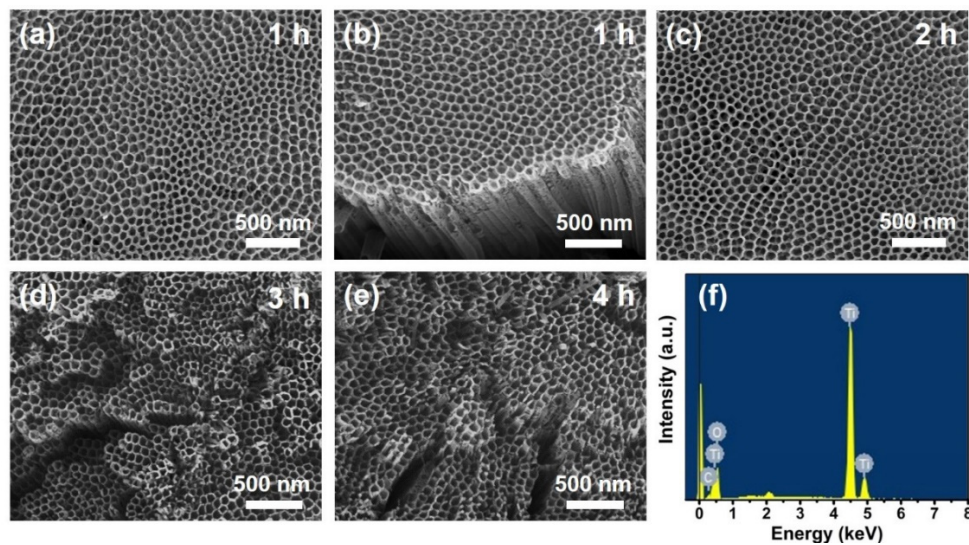 (a) 1 h
500 nm
(b) 1 h
500 nm
(c) 2 h
500 nm
(d) 3 h
500 nm
(e) 4 h
500 nm
(f)
Intensity (a.u.)
Ti
O
Ti
C
Ti
0 1 2 3 4 5 6 7 8
Energy (keV)